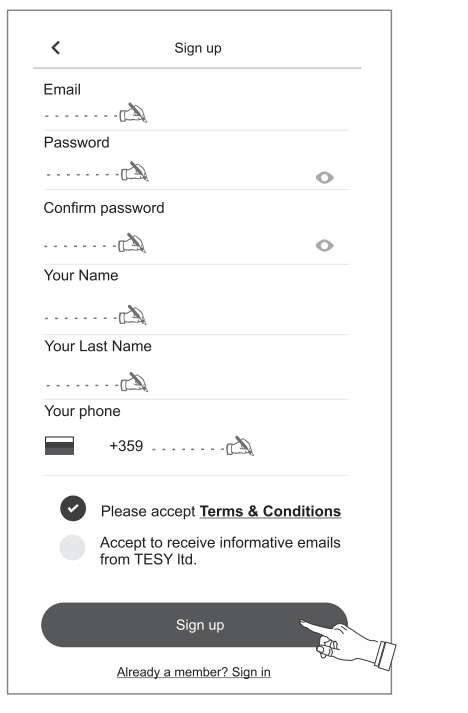 Sign up
Email
Password
Confirm password
Your Name
Your Last Name
Your phone
+359
Please accept Terms & Conditions
Accept to receive informative emails
from TESY ltd.
Sign up
Already a member? Sign in